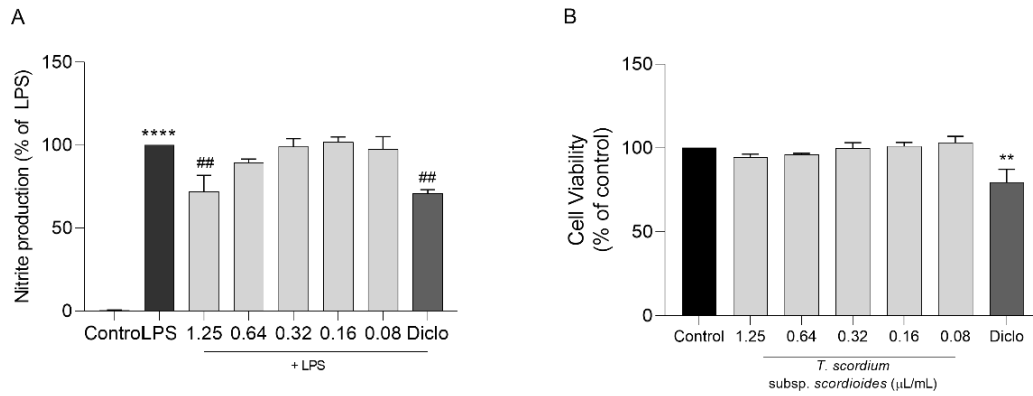 A
Nitrite production (% of LPS)
150
100
50
0
****
##
##
Control
LPS
1.25
0.64
0.32
0.16
0.08
Diclo
+ LPS
B
Cell Viability
(% of control)
150
100
50
0
**
Control
1.25
0.64
0.32
0.16
0.08
Diclo
T. scordium
subsp. scordioides (µL/mL)